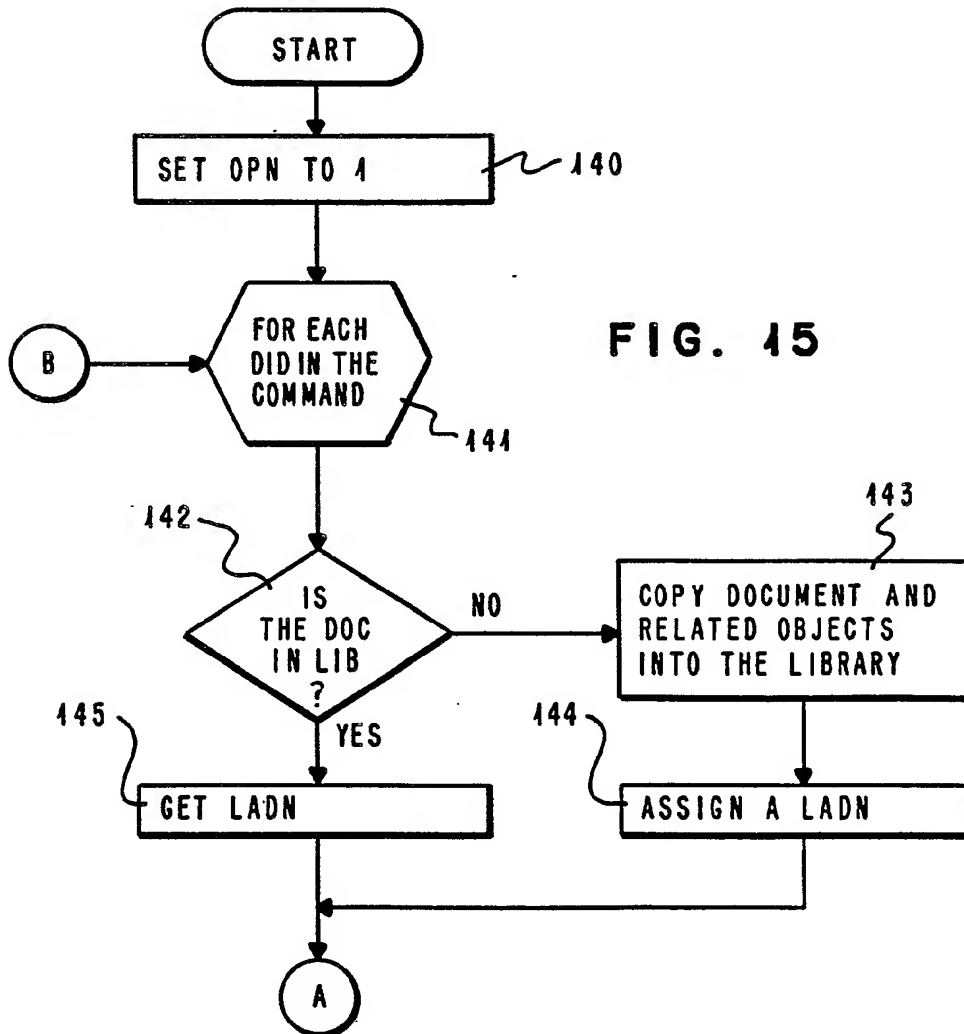 START
SET OPN TO 1
140
FOR EACH
DID IN THE
COMMAND
B
FIG. 15
141
142
143
IS
THE DOC
IN LIB
?
NO
COPY DOCUMENT AND
RELATED OBJECTS
INTO THE LIBRARY
145
YES
144
GET LADN
ASSIGN A LADN
A